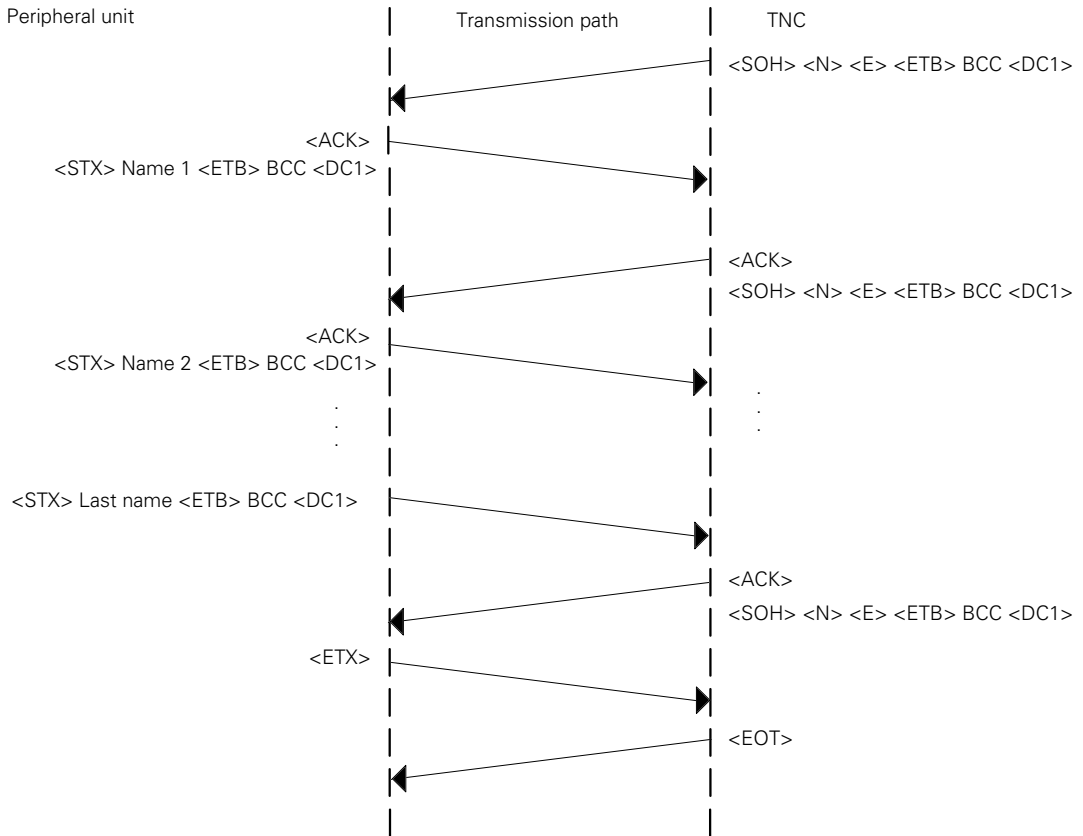 Peripheral unit
Transmission path
TNC
<SOH> <N> <E> <ETB> BCC <DC1>
<ACK>
<STX> Name 1 <ETB> BCC <DC1>
<ACK>
<SOH> <N> <E> <ETB> BCC <DC1>
<ACK>
<STX> Name 2 <ETB> BCC <DC1>
.
.
.
.
.
.
<STX> Last name <ETB> BCC <DC1>
<ACK>
<SOH> <N> <E> <ETB> BCC <DC1>
<ETX>
<EOT>